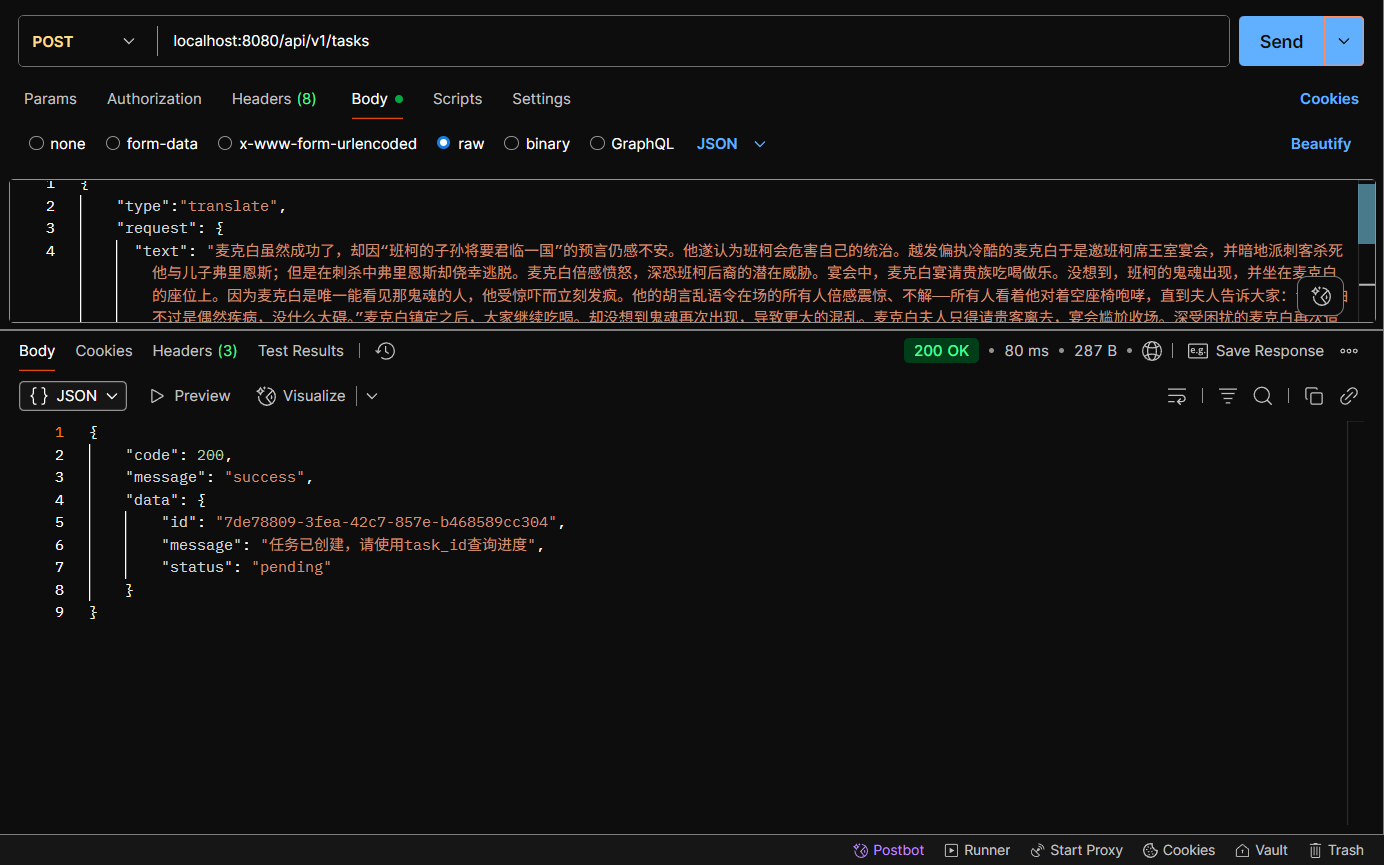 POST localhost:8080/api/v1/tasks Send
Params Authorization Headers (8) Body Scripts Settings Cookies
none form-data x-www-form-urlencoded raw binary GraphQL JSON Beautify
1 {
2 "type":"translate",
3 "request": {
4 "text": "麦克白虽然成功了，却因“班柯的子孙将要君临一国”的预言仍感不安。他遂认为班柯会危害自己的统治。越发偏执冷酷的麦克白于是邀班柯席王室宴会，并暗地派刺客杀死
他与儿子弗里恩斯；但是在刺杀中弗里恩斯却侥幸逃脱。麦克白倍感愤怒，深恐班柯后裔的潜在威胁。宴会中，麦克白宴请贵族吃喝做乐。没想到，班柯的鬼魂出现，并坐在麦克白
的座位上。因为麦克白是唯一能看见那鬼魂的人，他受惊吓而立刻发疯。他的胡言乱语令在场的所有人倍感震惊、不解——所有人看着他对着空座椅咆哮，直到夫人告诉大家：
不过是偶然疾病，没什么大碍。”麦克白镇定之后，大家继续吃喝。却没想到鬼魂再次出现，导致更大的混乱。麦克白夫人只得请贵客离去，宴会尴尬收场。深受困扰的麦克白再次信
Body Cookies Headers (3) Test Results 200 OK • 80 ms • 287 B • e.g. Save Response
{} JSON Preview Visualize
1 {
2 "code": 200,
3 "message": "success",
4 "data": {
5 "id": "7de78809-3fea-42c7-857e-b468589cc304",
6 "message": "任务已创建，请使用task_id查询进度",
7 "status": "pending"
8 }
9 }
Postbot Runner Start Proxy Cookies Vault Trash